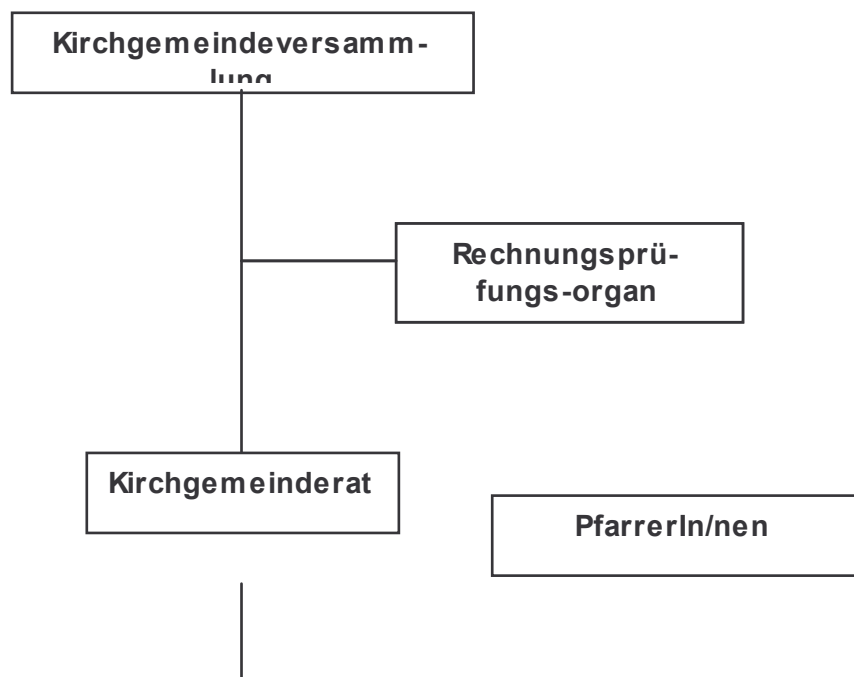 Kirchgemeindeversamm-
lung
Rechnungsprü-
fungs-organ
Kirchgemeinderat
PfarrerIn/nen